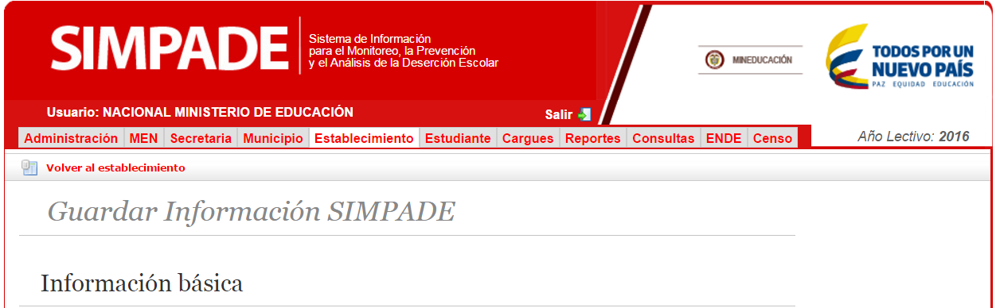 SIMPADE
Sistema de Información
para el Monitoreo, la Prevención
y el Análisis de la Deserción Escolar
MINEDUCACIÓN
TODOS POR UN
NUEVO PAÍS
PAZ EQUIDAD EDUCACIÓN
Usuario: NACIONAL MINISTERIO DE EDUCACIÓN
Salir
Administración MEN Secretaria Municipio Establecimiento Estudiante Cargues Reportes Consultas ENDE Censo
Año Lectivo: 2016
Volver al establecimiento
Guardar Información SIMPADE
Información básica